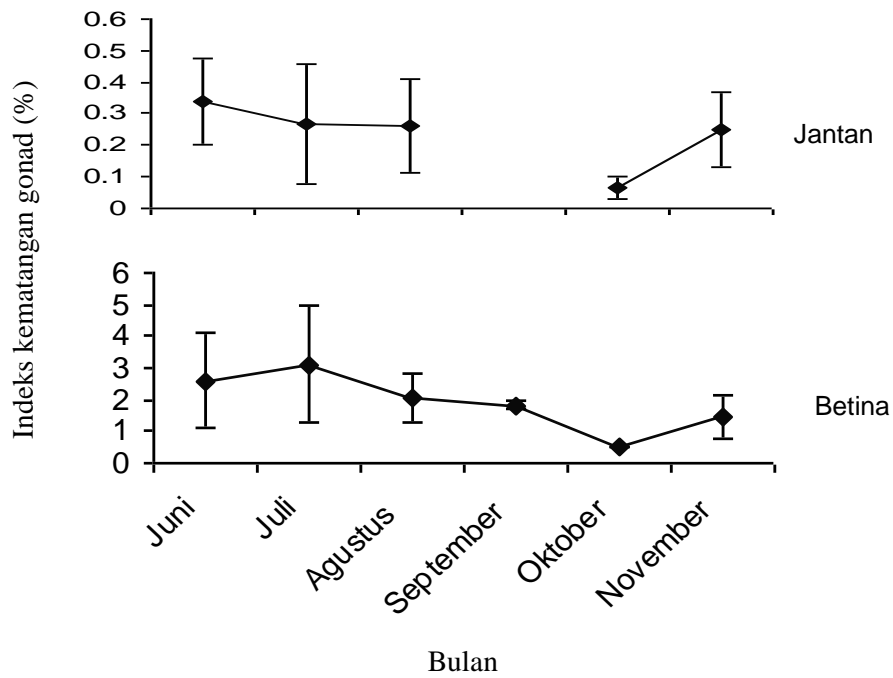 Indeks kematangan gonad (%)
0.6
0.5
0.4
0.3
0.2
0.1
0
Jantan
6
5
4
3
2
1
0
Betina
Juni
Juli
Agustus
September
Oktober
November
Bulan